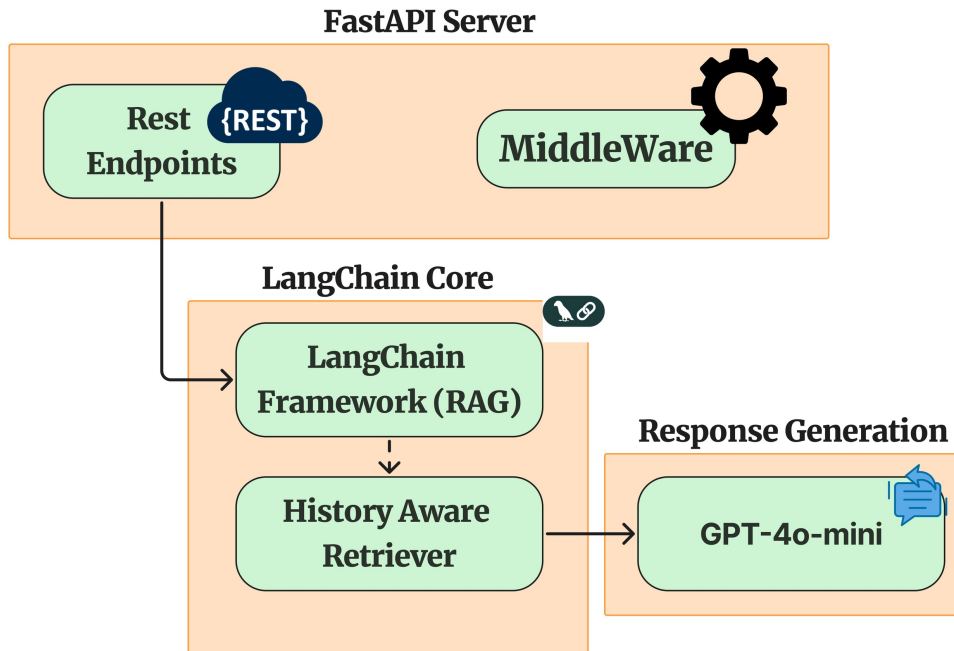 FastAPI Server
Rest
Endpoints
{REST}
MiddleWare
LangChain Core
LangChain
Framework (RAG)
History Aware
Retriever
Response Generation
GPT-4o-mini